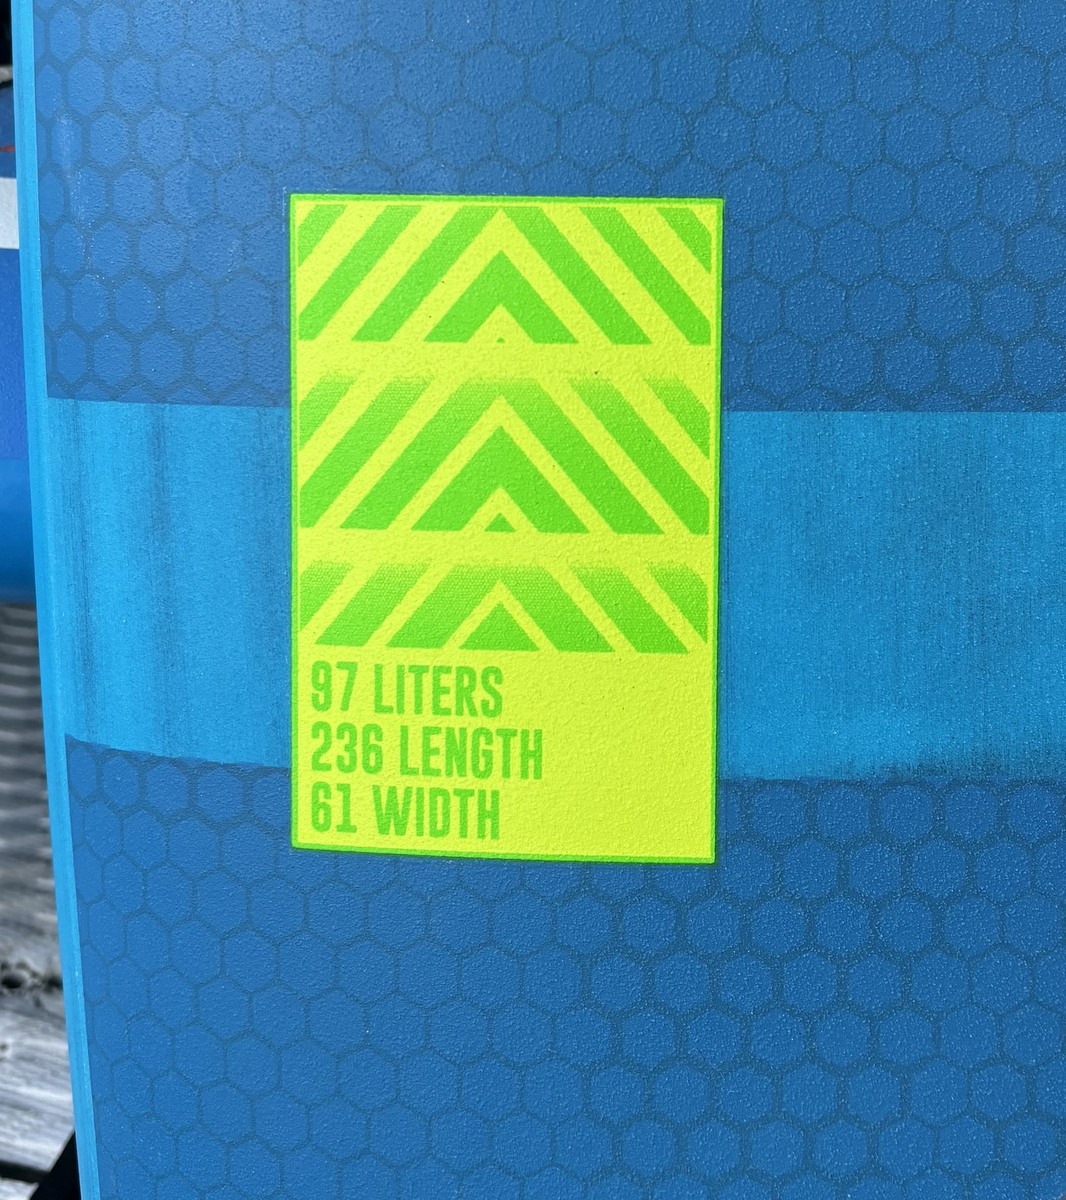 97 LITERS
236 LENGTH
61 WIDTH